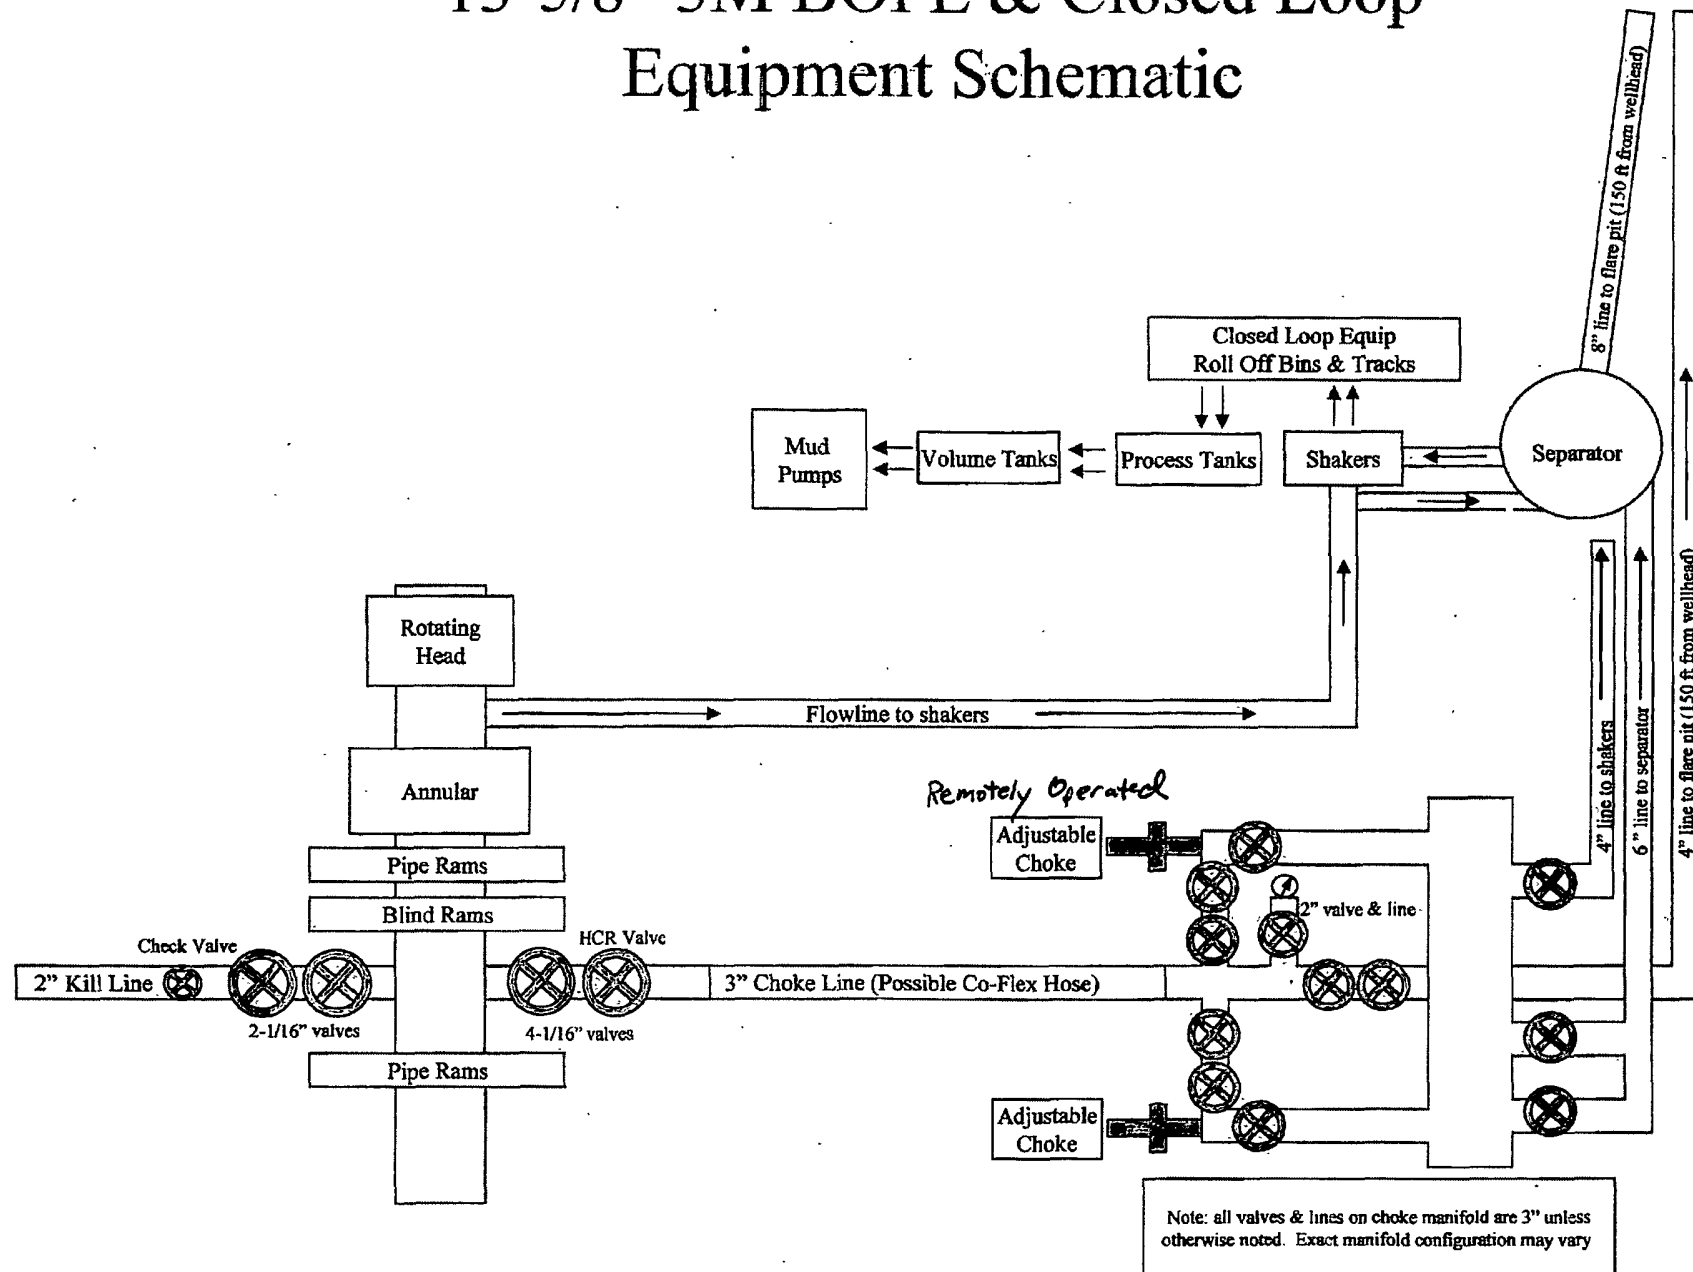 Equipment Schematic
8” line to flare pit (150 ft from wellhead)
Closed Loop Equip
Roll Off Bins & Tracks
Mud
Pumps
Volume Tanks
Process Tanks
Shakers
Separator
Rotating
Head
Flowline to shakers
Annular
Remotely Operated
Adjustable
Choke
Pipe Rams
Blind Rams
2” valve & line
4” line to shakers
6” line to separator
4” line to flare pit (150 ft from wellhead)
Check Valve
HCR Valve
2” Kill Line
3” Choke Line (Possible Co-Flex Hose)
2-1/16” valves
4-1/16” valves
Pipe Rams
Adjustable
Choke
Note: all valves & lines on choke manifold are 3” unless
otherwise noted. Exact manifold configuration may vary